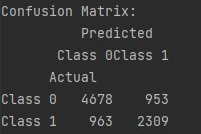 Confusion Matrix:
Predicted
Class 0Class 1
Actual
Class 0 4678 953
Class 1 963 2309